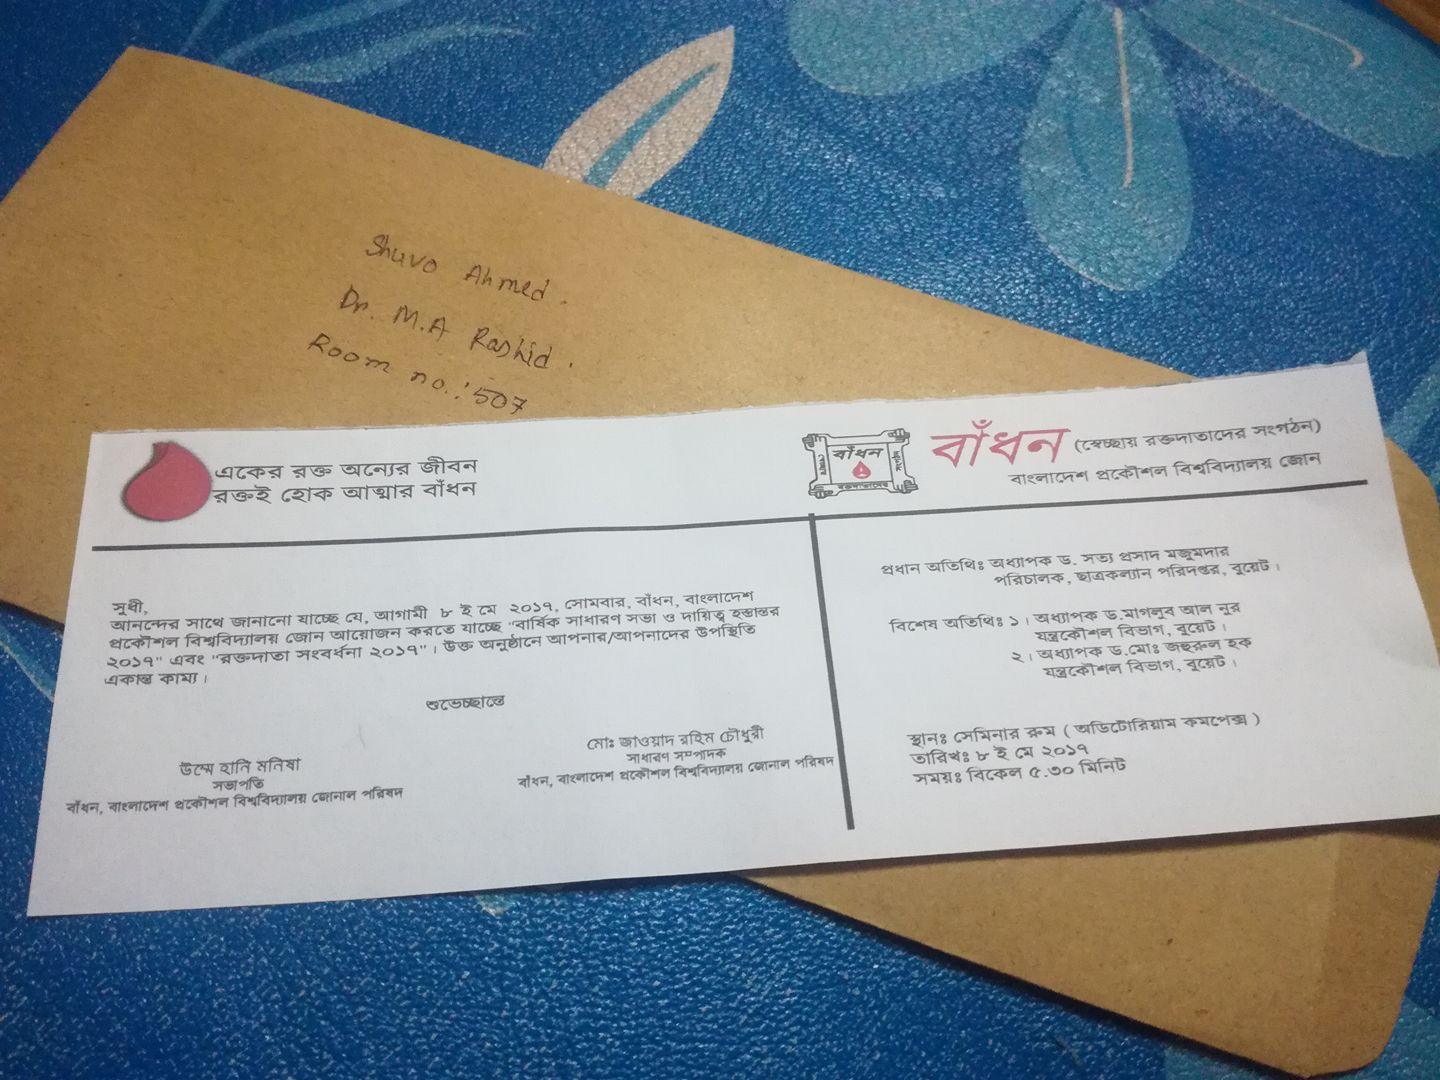 Shuvo Ahmed.
Dr. M.A Rashid.
Room no.: 507
একের রক্ত অন্যের জীবন
রক্তই হোক আত্মার বাঁধন
বাঁধন
বাঁধন (স্বেচ্ছায় রক্তদাতাদের সংগঠন)
বাংলাদেশ প্রকৌশল বিশ্ববিদ্যালয় জোন
সুধী,
আনন্দের সাথে জানানো যাচ্ছে যে, আগামী ৮ ই মে ২০১৭, সোমবার, বাঁধন, বাংলাদেশ
প্রকৌশল বিশ্ববিদ্যালয় জোন আয়োজন করতে যাচ্ছে "বার্ষিক সাধারণ সভা ও দায়িত্ব হস্তান্তর
২০১৭" এবং "রক্তদাতা সংবর্ধনা ২০১৭"। উক্ত অনুষ্ঠানে আপনার/আপনাদের উপস্থিতি
একান্ত কাম্য।
শুভেচ্ছান্তে
উম্মে হানি মনিষা
সভাপতি
বাঁধন, বাংলাদেশ প্রকৌশল বিশ্ববিদ্যালয় জোনাল পরিষদ
মোঃ জাওয়াদ রহিম চৌধুরী
সাধারণ সম্পাদক
বাঁধন, বাংলাদেশ প্রকৌশল বিশ্ববিদ্যালয় জোনাল পরিষদ
প্রধান অতিথিঃ অধ্যাপক ড. সত্য প্রসাদ মজুমদার
পরিচালক, ছাত্রকল্যান পরিদপ্তর, বুয়েট।
বিশেষ অতিথিঃ ১। অধ্যাপক ড.মাগলুব আল নুর
যন্ত্রকৌশল বিভাগ, বুয়েট।
২। অধ্যাপক ড.মোঃ জহুরুল হক
যন্ত্রকৌশল বিভাগ, বুয়েট।
স্থানঃ সেমিনার রুম ( অডিটোরিয়াম কমপেক্স )
তারিখঃ ৮ ই মে ২০১৭
সময়ঃ বিকেল ৫.৩০ মিনিট